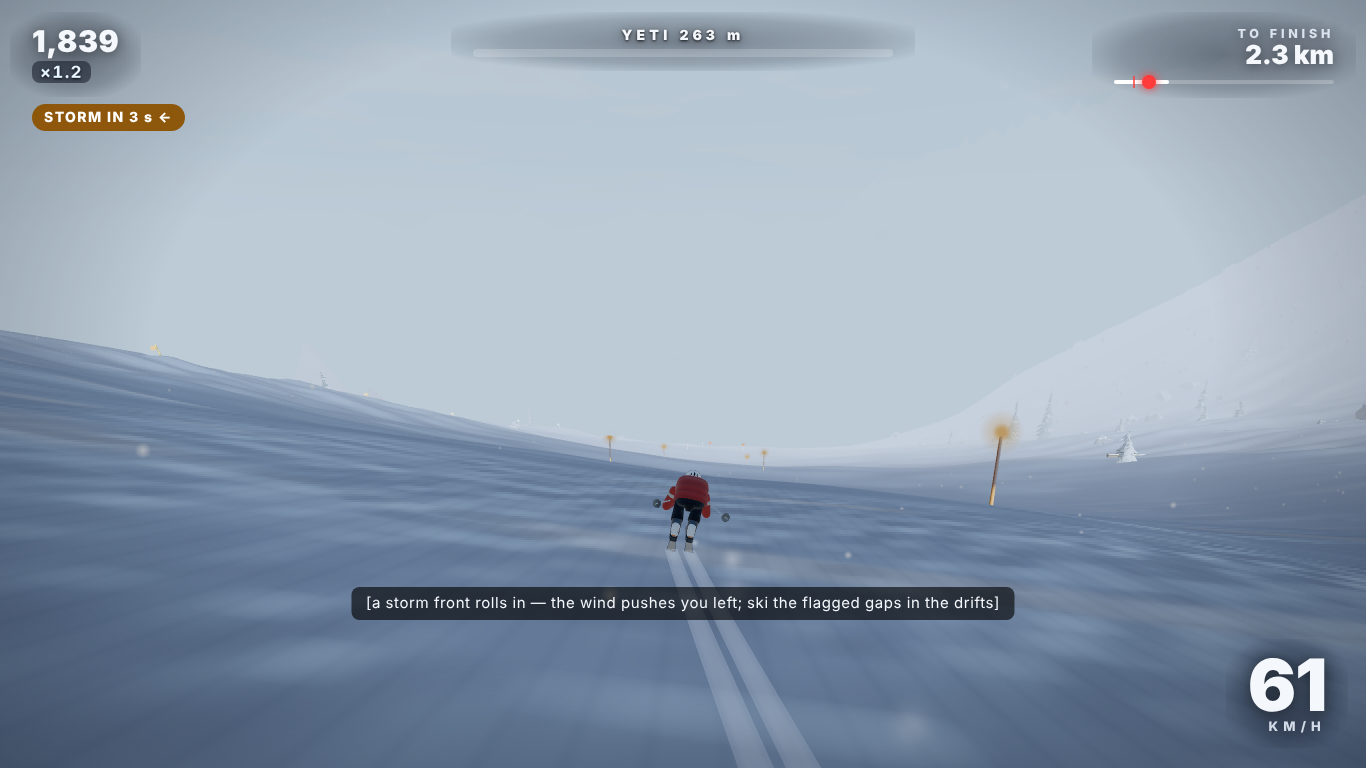 1,839
×1.2
STORM IN 3 s ←
YETI 263 m
TO FINISH
2.3 km
[a storm front rolls in — the wind pushes you left; ski the flagged gaps in the drifts]
61
KM/H